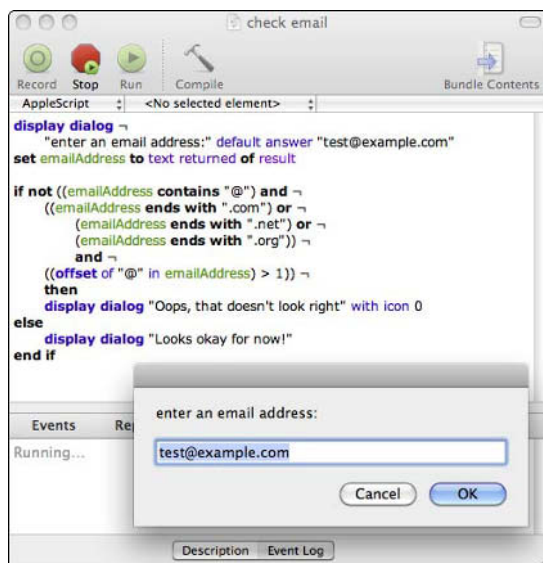 check email
Record Stop Run Compile Bundle Contents
AppleScript <No selected element>
display dialog ¬
"enter an email address:" default answer "test@example.com"
set emailAddress to text returned of result
if not ((emailAddress contains "@") and ¬
((emailAddress ends with ".com") or ¬
(emailAddress ends with ".net") or ¬
(emailAddress ends with ".org")) ¬
and ¬
((offset of "@" in emailAddress) > 1)) ¬
then
display dialog "Oops, that doesn't look right" with icon 0
else
display dialog "Looks okay for now!"
end if
Events Re
Running...
enter an email address:
test@example.com
Cancel OK
Description Event Log